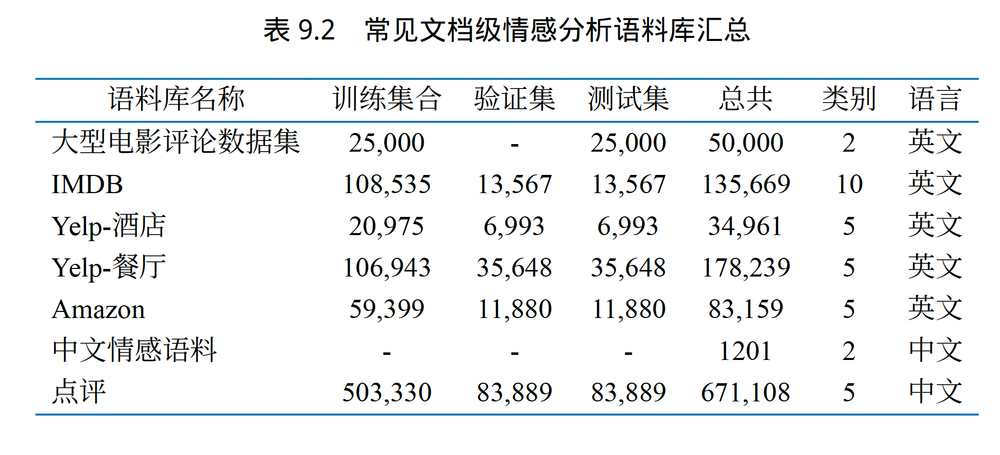 表 9.2 常见文档级情感分析语料库汇总
语料库名称 训练集合 验证集 测试集 总共 类别 语言
大型电影评论数据集 25,000 - 25,000 50,000 2 英文
IMDB 108,535 13,567 13,567 135,669 10 英文
Yelp-酒店 20,975 6,993 6,993 34,961 5 英文
Yelp-餐厅 106,943 35,648 35,648 178,239 5 英文
Amazon 59,399 11,880 11,880 83,159 5 英文
中文情感语料 - - - 1201 2 中文
点评 503,330 83,889 83,889 671,108 5 中文